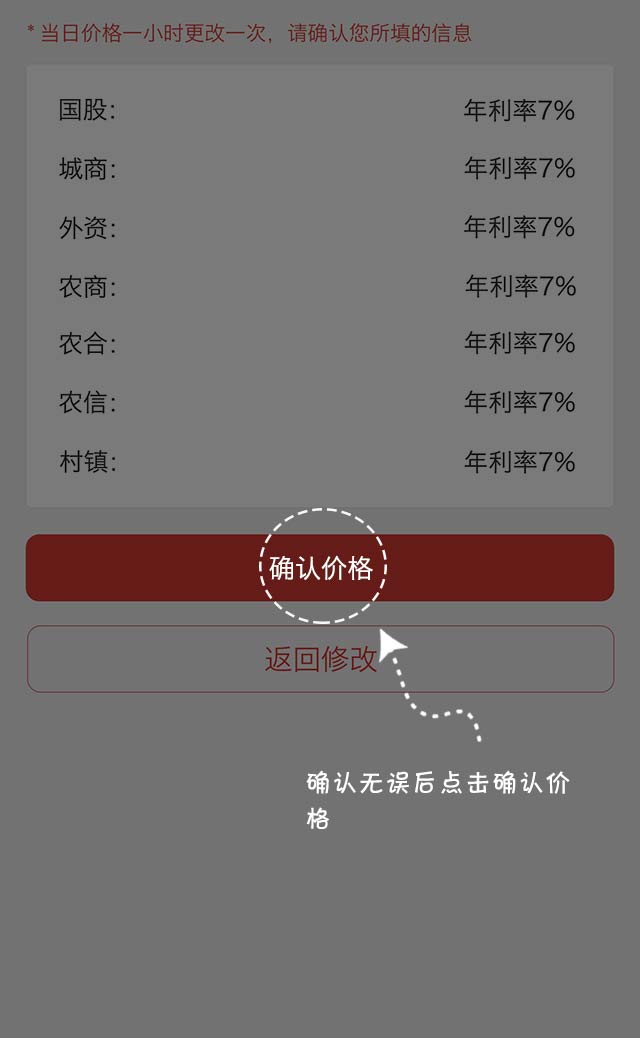 * 当日价格一小时更改一次，请确认您所填的信息
国股： 年利率7%
城商： 年利率7%
外资： 年利率7%
农商： 年利率7%
农合： 年利率7%
农信： 年利率7%
村镇： 年利率7%
确认价格
返回修改
确认无误后点击确认价
格